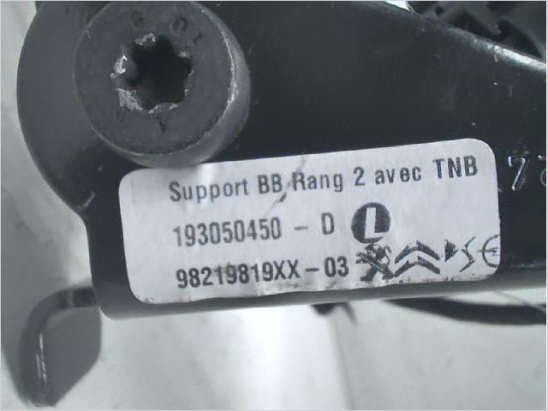 Support BB Rang 2 avec TNB
193050450 - D L
98219819XX-03